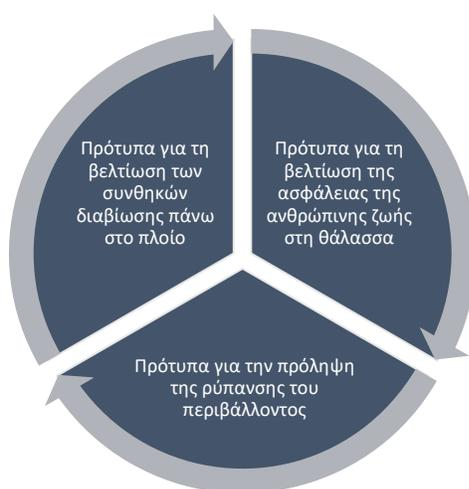 Πρότυπα για τη
βελτίωση των
συνθηκών
διαβίωσης πάνω
στο πλοίο
Πρότυπα για τη
βελτίωση της
ασφάλειας της
ανθρώπινης ζωής
στη θάλασσα
Πρότυπα για την πρόληψη
της ρύπανσης του
περιβάλλοντος